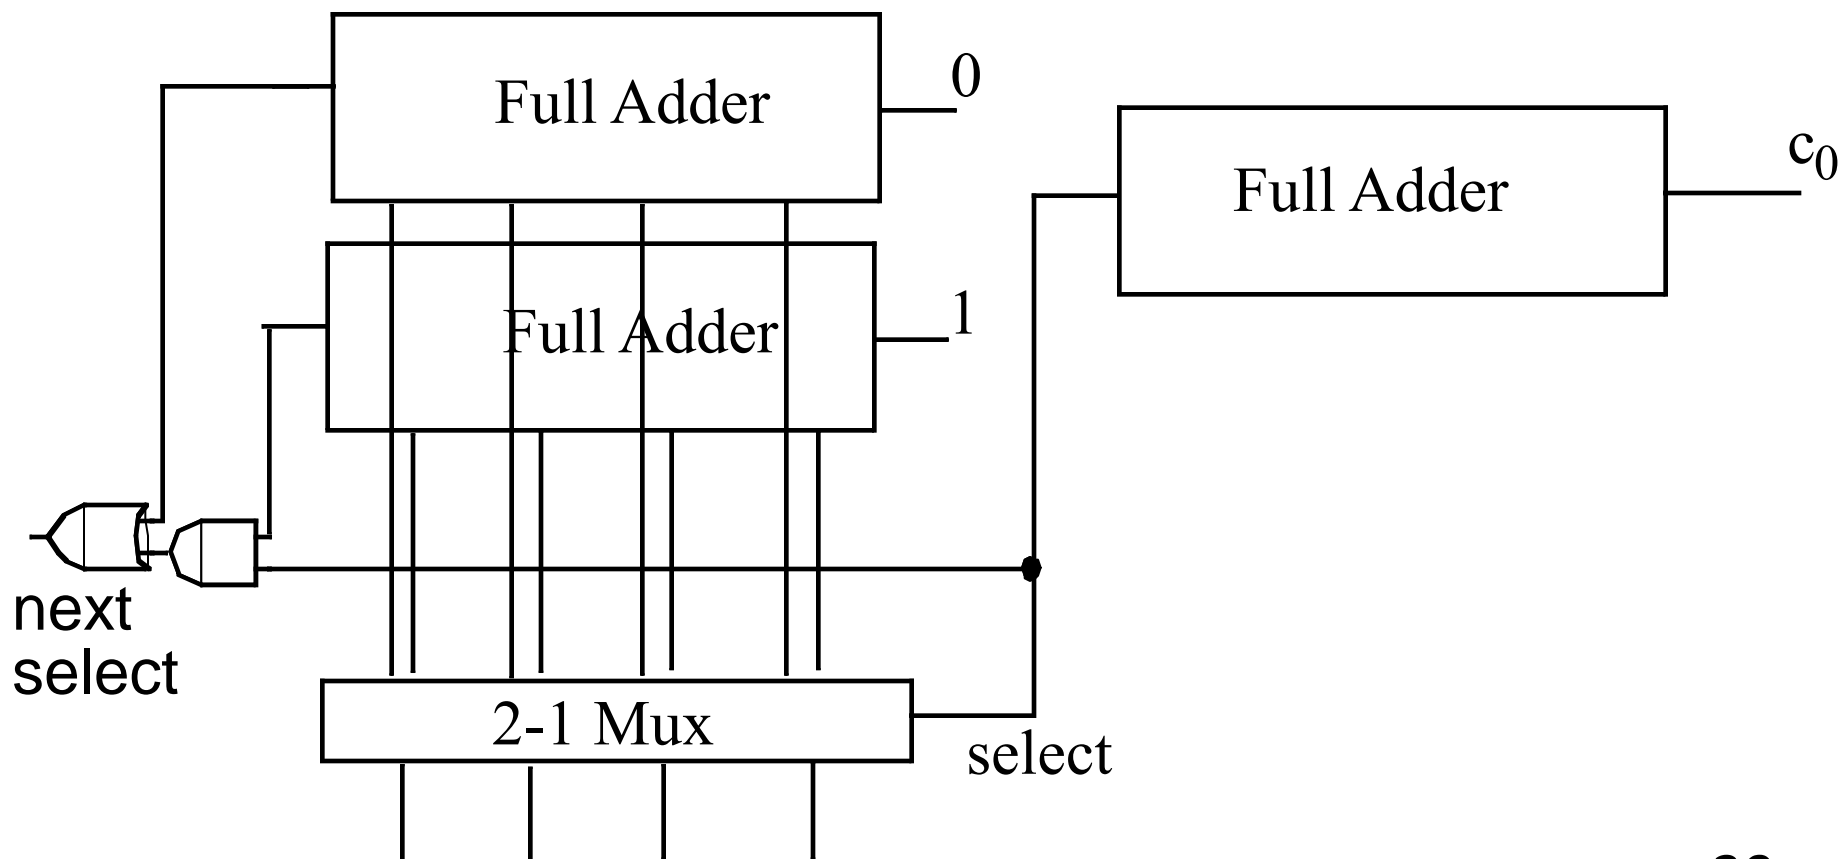 Full Adder
0
Full Adder
c0
Full Adder
1
next
select
2-1 Mux
select